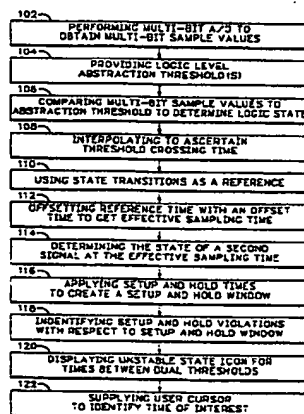 102
PERFORMING MULTI-BIT A/D TO
OBTAIN MULTI-BIT SAMPLE VALUES
104
PROVIDING LOGIC LEVEL
ABSTRACTION THRESHOLD(S)
106
COMPARING MULTI-BIT SAMPLE VALUES TO
ABSTRACTION THRESHOLD TO DETERMINE LOGIC STATE
108
INTERPOLATING TO ASCERTAIN
THRESHOLD CROSSING TIME
110
USING STATE TRANSITIONS AS A REFERENCE
112
OFFSETTING REFERENCE TIME WITH AN OFFSET
TIME TO GET EFFECTIVE SAMPLING TIME
114
DETERMINING THE STATE OF A SECOND
SIGNAL AT THE EFFECTIVE SAMPLING TIME
116
APPLYING SETUP AND HOLD TIMES
TO CREATE A SETUP AND HOLD WINDOW
118
INDENTIFYING SETUP AND HOLD VIOLATIONS
WITH RESPECT TO SETUP AND HOLD WINDOW
120
DISPLAYING UNSTABLE STATE ICON FOR
TIMES BETWEEN DUAL THRESHOLDS
122
SUPPLYING USER CURSOR
TO IDENTIFY TIME OF INTEREST